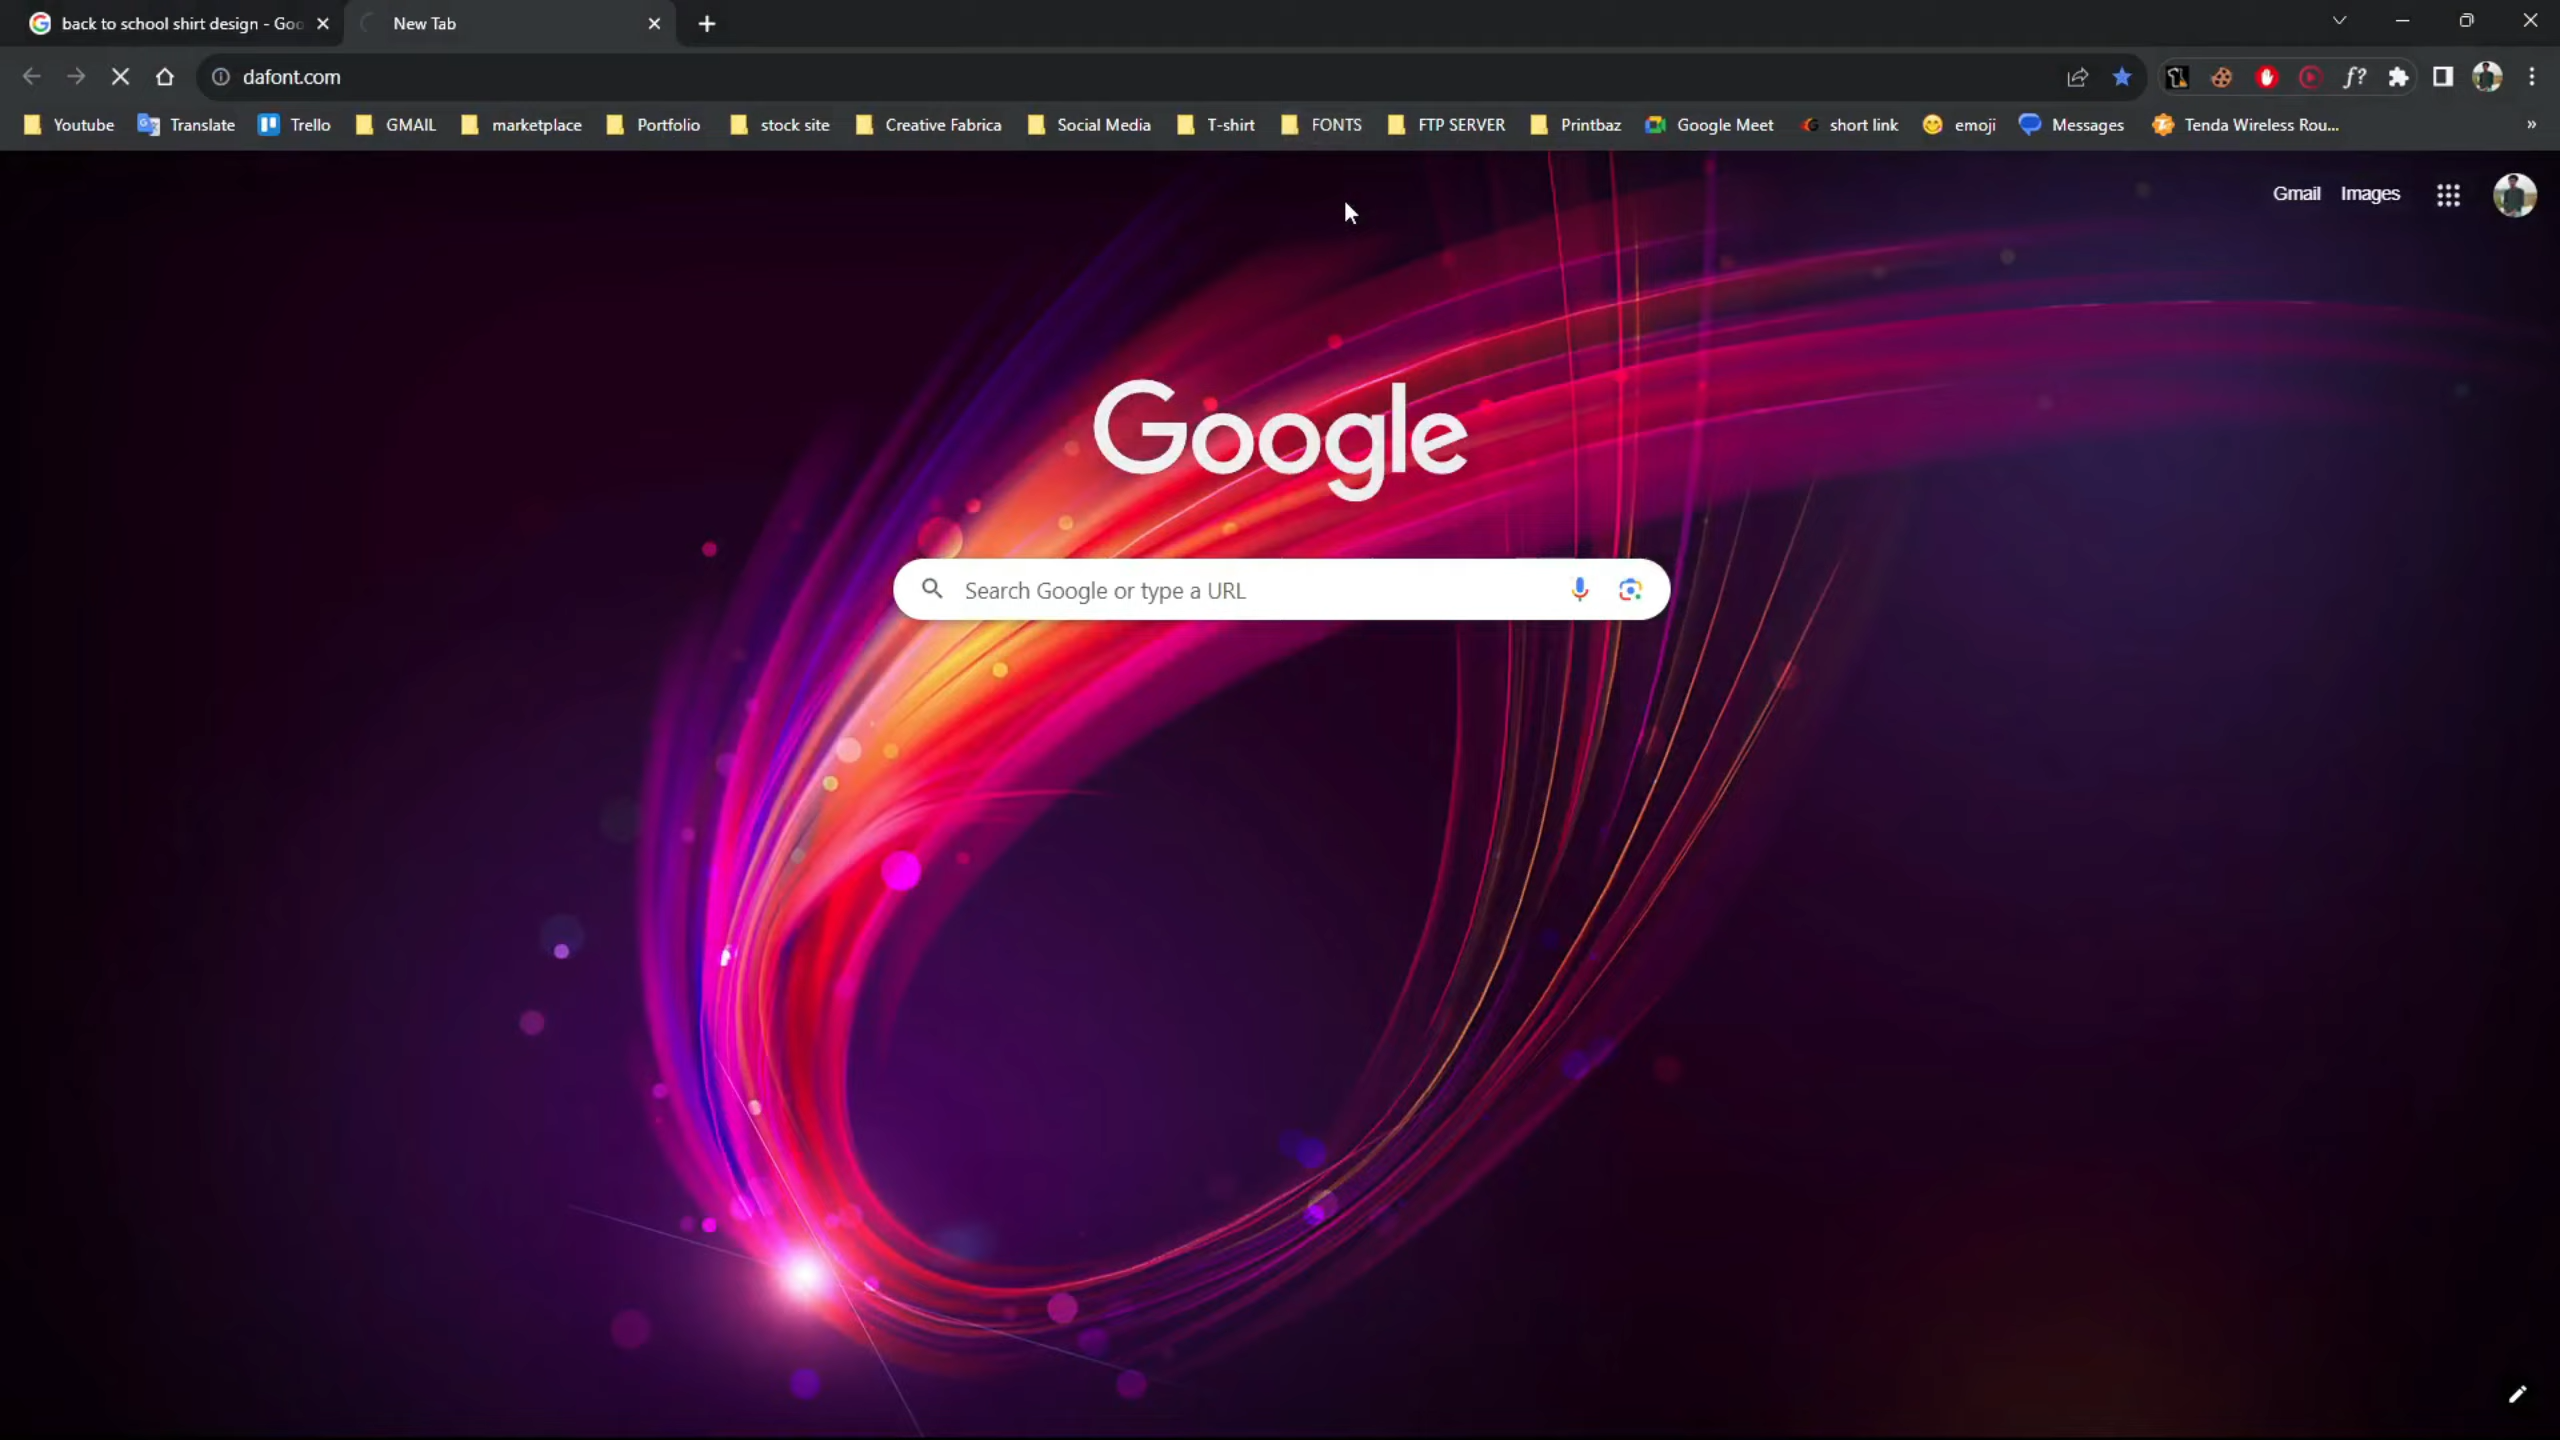 back to school shirt design - Goo
New Tab
dafont.com
f?
Youtube Translate Trello GMAIL marketplace Portfolio stock site Creative Fabrica Social Media T-shirt FONTS FTP SERVER Printbaz Google Meet short link emoji Messages Tenda Wireless Rou... »
Gmail Images
Google
Search Google or type a URL